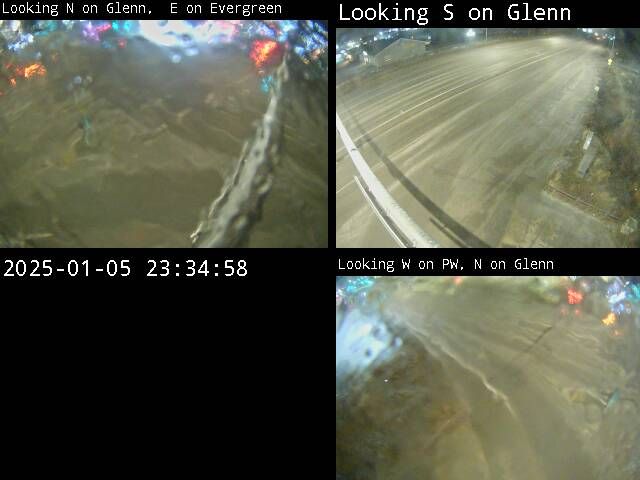 Looking N on Glenn,  E on Evergreen
Looking S on Glenn
2025-01-05 23:34:58
Looking W on PW, N on Glenn